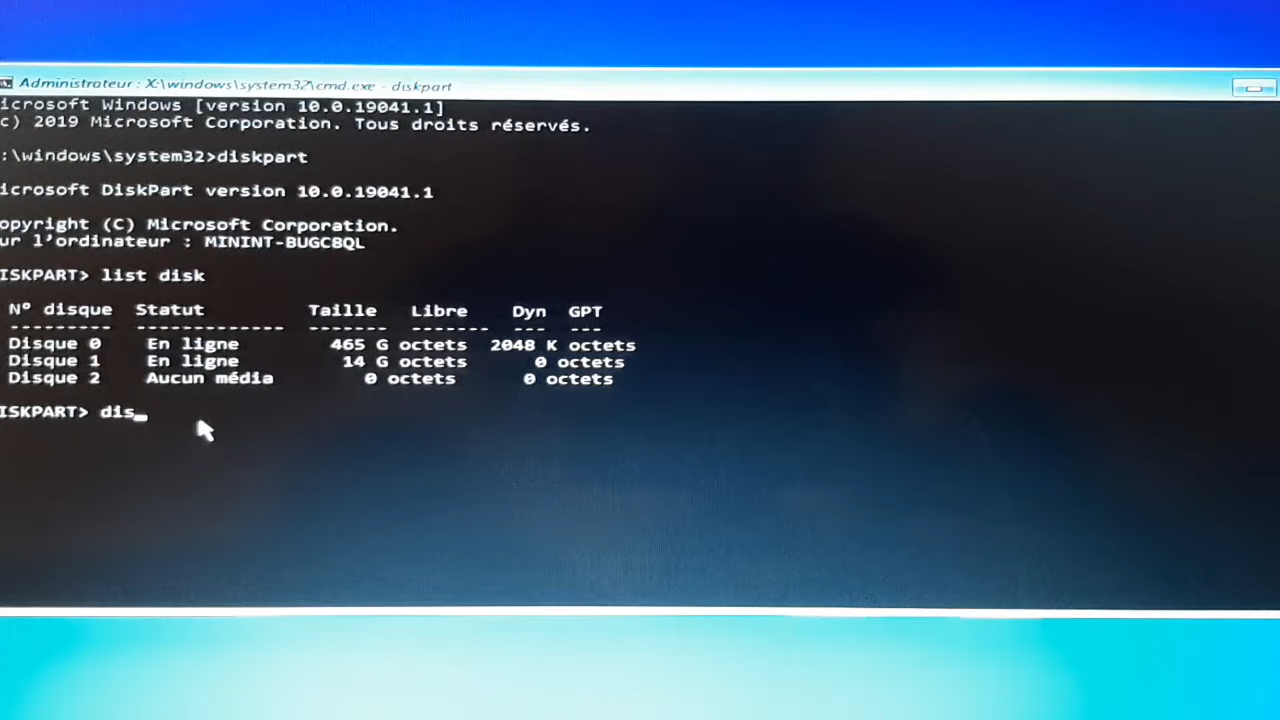 Administrateur : X:\windows\system32\cmd.exe - diskpart
icrosoft Windows [version 10.0.19041.1]
c) 2019 Microsoft Corporation. Tous droits réservés.
:\windows\system32>diskpart
icrosoft DiskPart version 10.0.19041.1
opyright (C) Microsoft Corporation.
ur l'ordinateur : MININT-BUGC8QL
ISKPART> list disk
N° disque Statut Taille Libre Dyn GPT
--------- ------------- ------- ------- --- ---
Disque 0 En ligne 465 G octets 2048 K octets
Disque 1 En ligne 14 G octets 0 octets
Disque 2 Aucun média 0 octets 0 octets
ISKPART> dis_